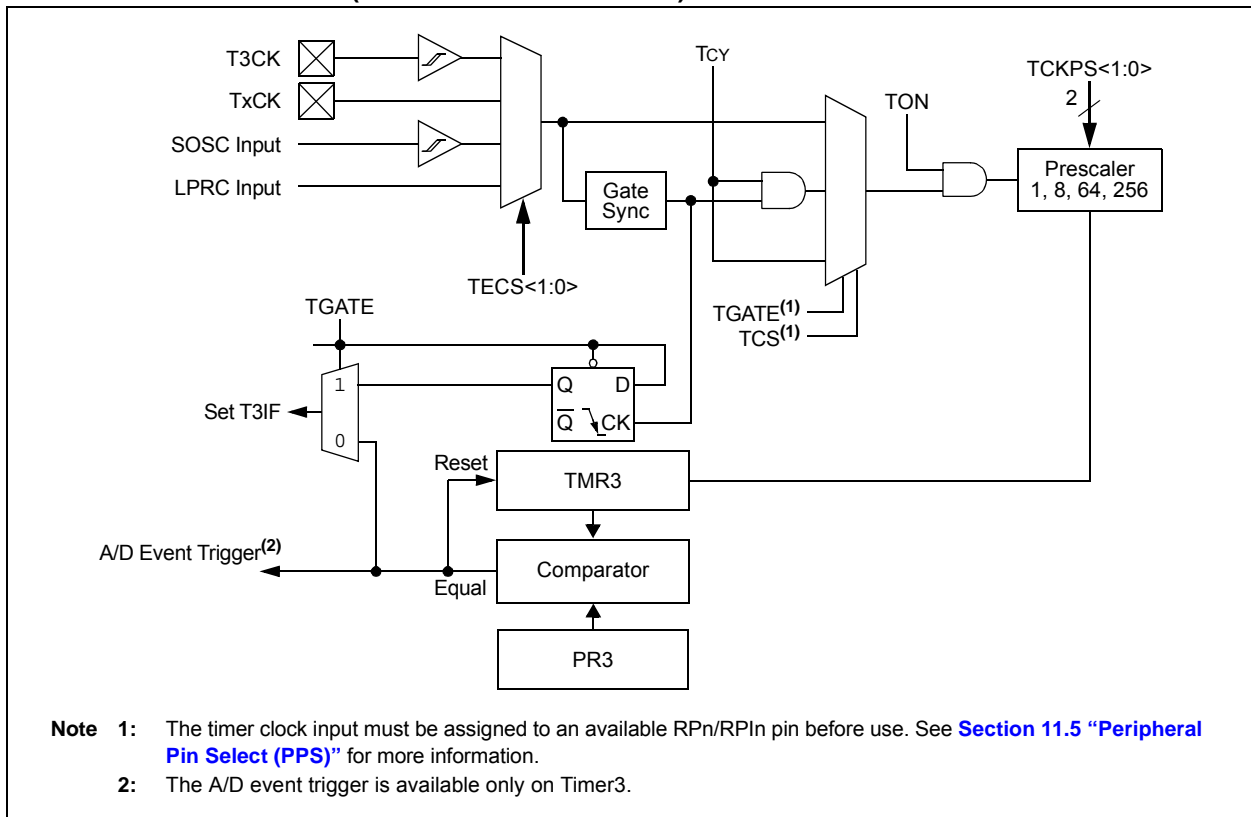 T3CK
TxCK
SOSC Input
LPRC Input
TECS<1:0>
TCY
Gate
Sync
TGATE(1)
TCS(1)
TON
TCKPS<1:0>
2
Prescaler
1, 8, 64, 256
TGATE
1
0
Set T3IF
Q D
Q CK
Reset
TMR3
A/D Event Trigger(2)
Equal
Comparator
PR3
Note 1: The timer clock input must be assigned to an available RPn/RPIn pin before use. See Section 11.5 “Peripheral
Pin Select (PPS)” for more information.
2: The A/D event trigger is available only on Timer3.